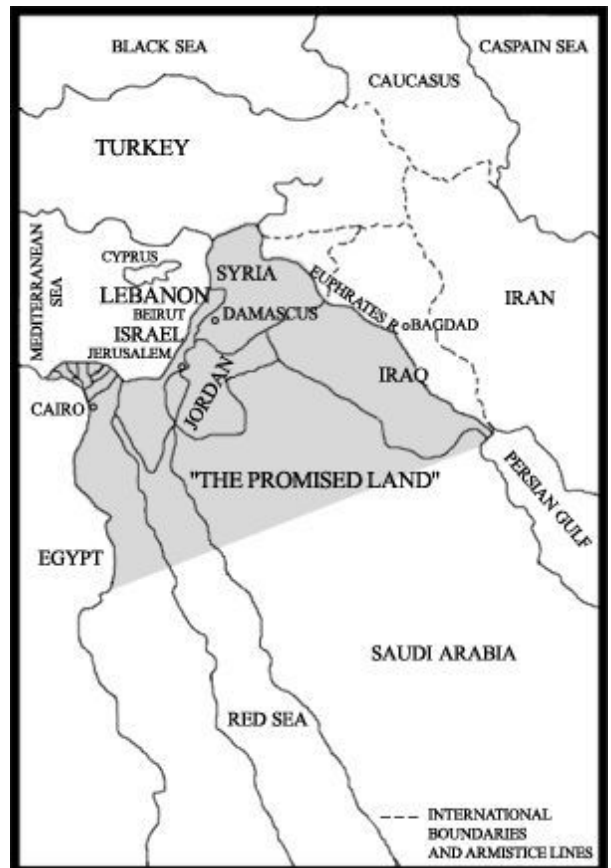 BLACK SEA
CASPAIN SEA
CAUCASUS
TURKEY
MEDITERRANEAN
SEA
CYPRUS
SYRIA
LEBANON
BEIRUT
DAMASCUS
ISRAEL
JERUSALEM
EUPHRATES R.
BAGDAD
IRAN
IRAQ
JORDAN
CAIRO
"THE PROMISED LAND"
PERSIAN GULF
EGYPT
SAUDI ARABIA
RED SEA
INTERNATIONAL
BOUNDARIES
AND ARMISTICE LINES